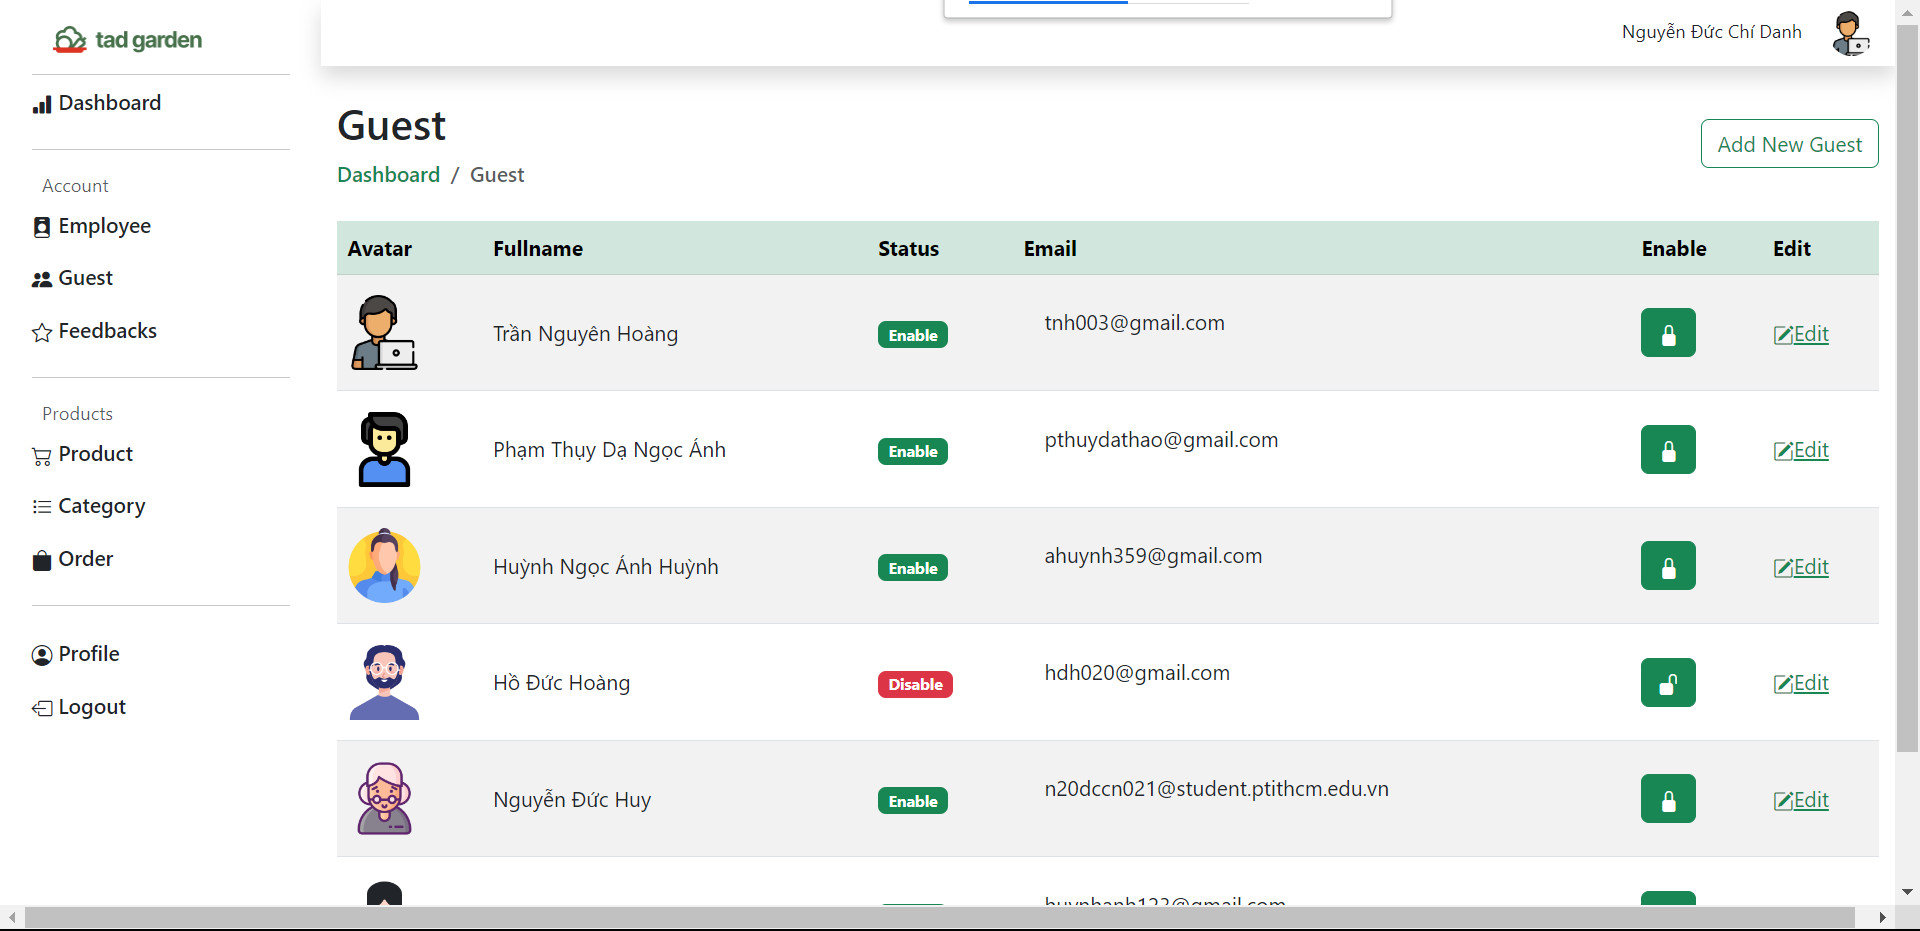 tad garden
Nguyễn Đức Chí Danh
Dashboard
Account
Employee
Guest
Feedbacks
Products
Product
Category
Order
Profile
Logout
Guest
Dashboard / Guest
Add New Guest
Avatar Fullname Status Email Enable Edit
Trần Nguyên Hoàng Enable tnh003@gmail.com Edit
Phạm Thụy Dạ Ngọc Ánh Enable pthuydathao@gmail.com Edit
Huỳnh Ngọc Ánh Huỳnh Enable ahuynh359@gmail.com Edit
Hồ Đức Hoàng Disable hdh020@gmail.com Edit
Nguyễn Đức Huy Enable n20dccn021@student.ptithcm.edu.vn Edit